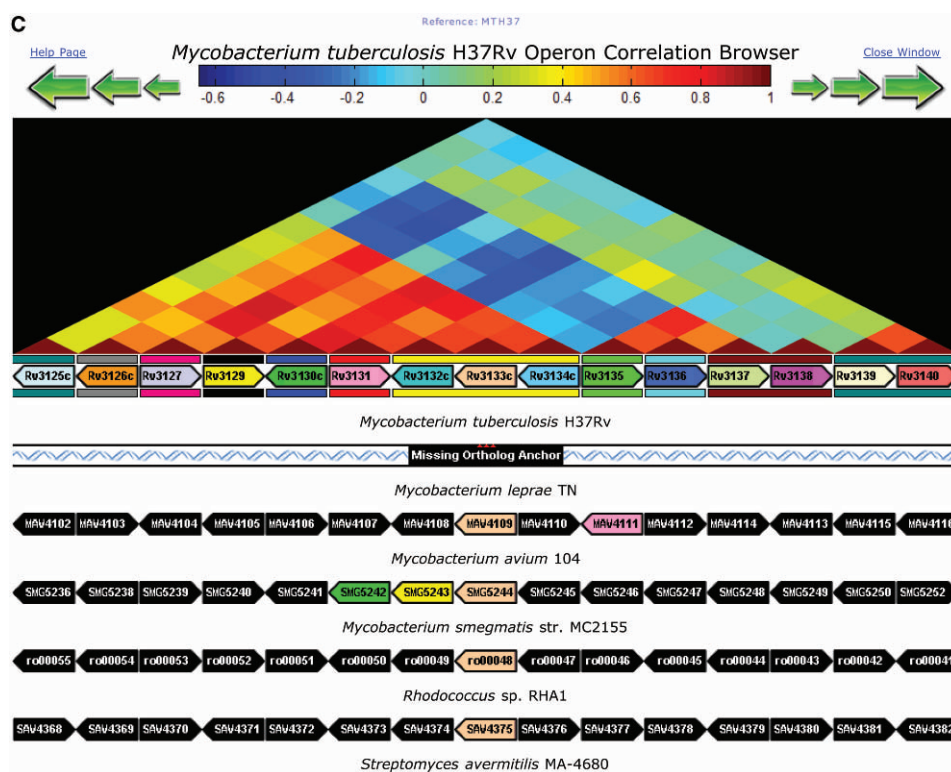 C
Reference: MTH37
Help Page
Mycobacterium tuberculosis H37Rv Operon Correlation Browser
Close Window
-0.6 -0.4 -0.2 0 0.2 0.4 0.6 0.8 1
Rv3125c Rv3126c Rv3127 Rv3129 Rv3130c Rv3131 Rv3132c Rv3133c Rv3134c Rv3135 Rv3136 Rv3137 Rv3138 Rv3139 Rv3140
Mycobacterium tuberculosis H37Rv
Missing Ortholog Anchor
Mycobacterium leprae TN
MAV4102 MAV4103 MAV4104 MAV4105 MAV4106 MAV4107 MAV4108 MAV4109 MAV4110 MAV4111 MAV4112 MAV4114 MAV4113 MAV4115 MAV4116
Mycobacterium avium 104
SMG5236 SMG5238 SMG5239 SMG5240 SMG5241 SMG5242 SMG5243 SMG5244 SMG5245 SMG5246 SMG5247 SMG5248 SMG5249 SMG5250 SMG5252
Mycobacterium smegmatis str. MC2155
ro00055 ro00054 ro00053 ro00052 ro00051 ro00050 ro00049 ro00048 ro00047 ro00046 ro00045 ro00044 ro00043 ro00042 ro00041
Rhodococcus sp. RHA1
SAV4368 SAV4369 SAV4370 SAV4371 SAV4372 SAV4373 SAV4374 SAV4375 SAV4376 SAV4377 SAV4378 SAV4379 SAV4380 SAV4381 SAV4382
Streptomyces avermitilis MA-4680